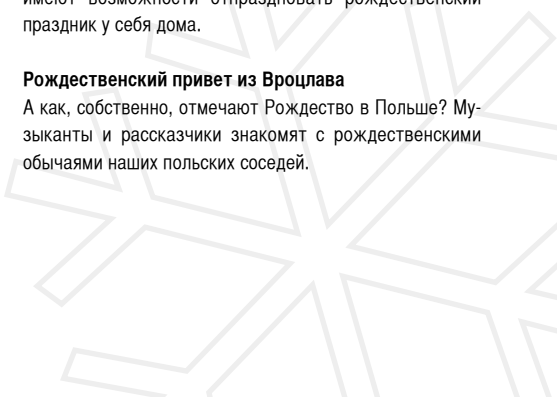 имеют возможности отпраздновать рождественский
праздник у себя дома.
Рождественский привет из Вроцлава
А как, собственно, отмечают Рождество в Польше? Му-
зыканты и рассказчики знакомят с рождественскими
обычаями наших польских соседей.